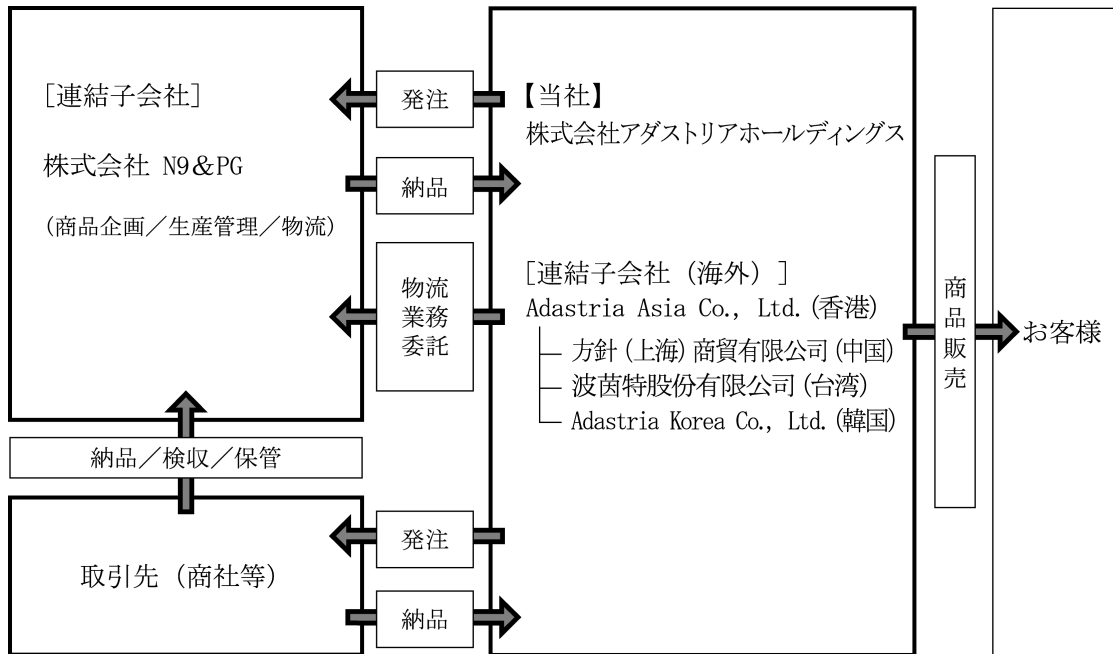 [連結子会社]
株式会社 N9&PG
(商品企画／生産管理／物流)
発注
納品
物流
業務
委託
【当社】
株式会社アダストリアホールディングス
[連結子会社（海外）]
Adastria Asia Co., Ltd.(香港)
方針(上海)商貿有限公司(中国)
波茵特股份有限公司(台湾)
Adastria Korea Co., Ltd.(韓国)
商品販売
お客様
納品／検収／保管
取引先（商社等）
発注
納品